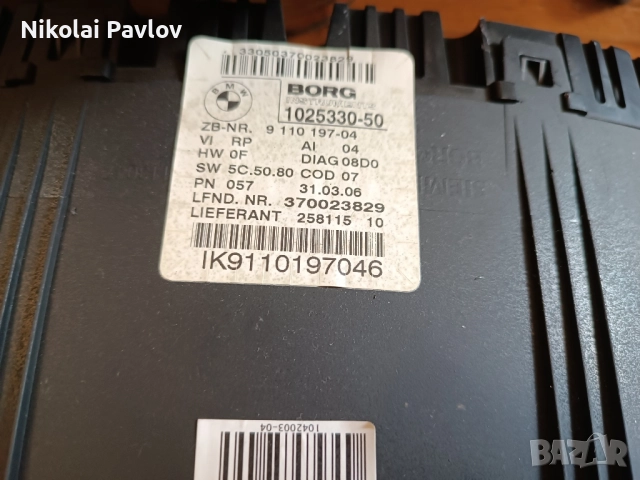 Nikolai Pavlov
33050370023829
BMW
BORG
INSTRUMENTS
1025330-50
ZB-NR. 9 110 197-04
VI RP AI 04
HW 0F DIAG 08D0
SW 5C.50.80 COD 07
PN 057 31.03.06
LFND. NR. 370023829
LIEFERANT 258115 10
IK9110197046
1042003-04
BAZAR